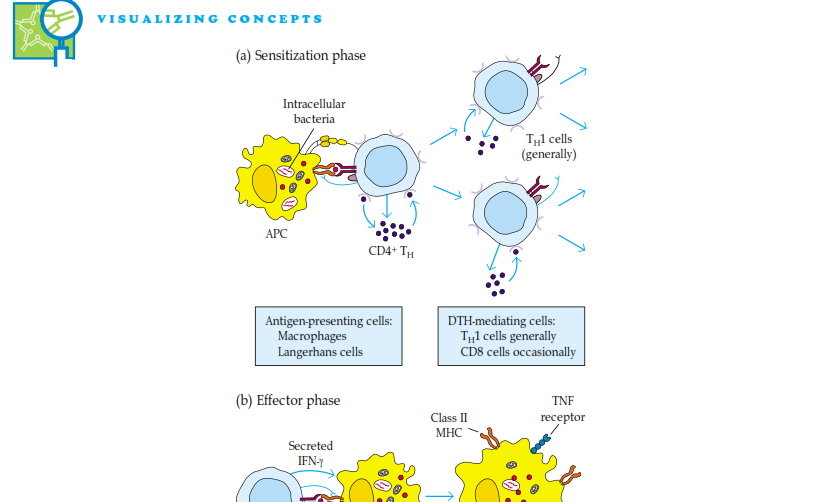 VISUALIZING CONCEPTS
(a) Sensitization phase
Intracellular
bacteria
APC
CD4+ TH
TH1 cells
(generally)
Antigen-presenting cells:
Macrophages
Langerhans cells
DTH-mediating cells:
TH1 cells generally
CD8 cells occasionally
(b) Effector phase
Secreted
IFN-γ
Class II
MHC
TNF
receptor